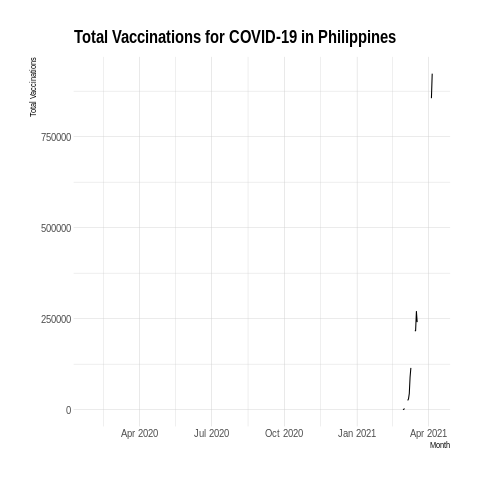 Total Vaccinations for COVID-19 in Philippines
Total Vaccinations
750000
500000
250000
0
Apr 2020 Jul 2020 Oct 2020 Jan 2021 Apr 2021
Month